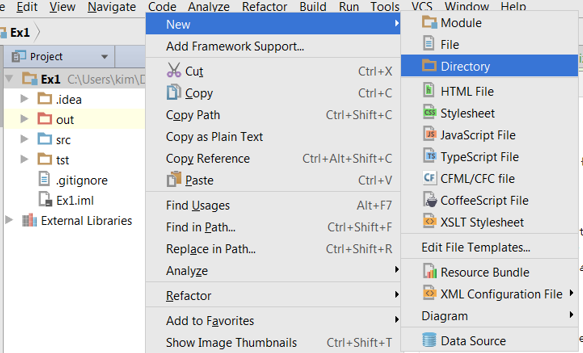 Edit View Navigate Code Analyze Refactor Build Run Tools VCS Window Help
Ex1
Project
Ex1 C:\Users\kim\D
.idea
out
src
tst
.gitignore
Ex1.iml
External Libraries
New
Add Framework Support...
Cut Ctrl+X
Copy Ctrl+C
Copy Path Ctrl+Shift+C
Copy as Plain Text
Copy Reference Ctrl+Alt+Shift+C
Paste Ctrl+V
Find Usages Alt+F7
Find in Path... Ctrl+Shift+F
Replace in Path... Ctrl+Shift+R
Analyze
Refactor
Add to Favorites
Show Image Thumbnails Ctrl+Shift+T
Module
File
Directory
HTML File
Stylesheet
JavaScript File
TypeScript File
CFML/CFC file
CoffeeScript File
XSLT Stylesheet
Edit File Templates...
Resource Bundle
XML Configuration File
Diagram
Data Source